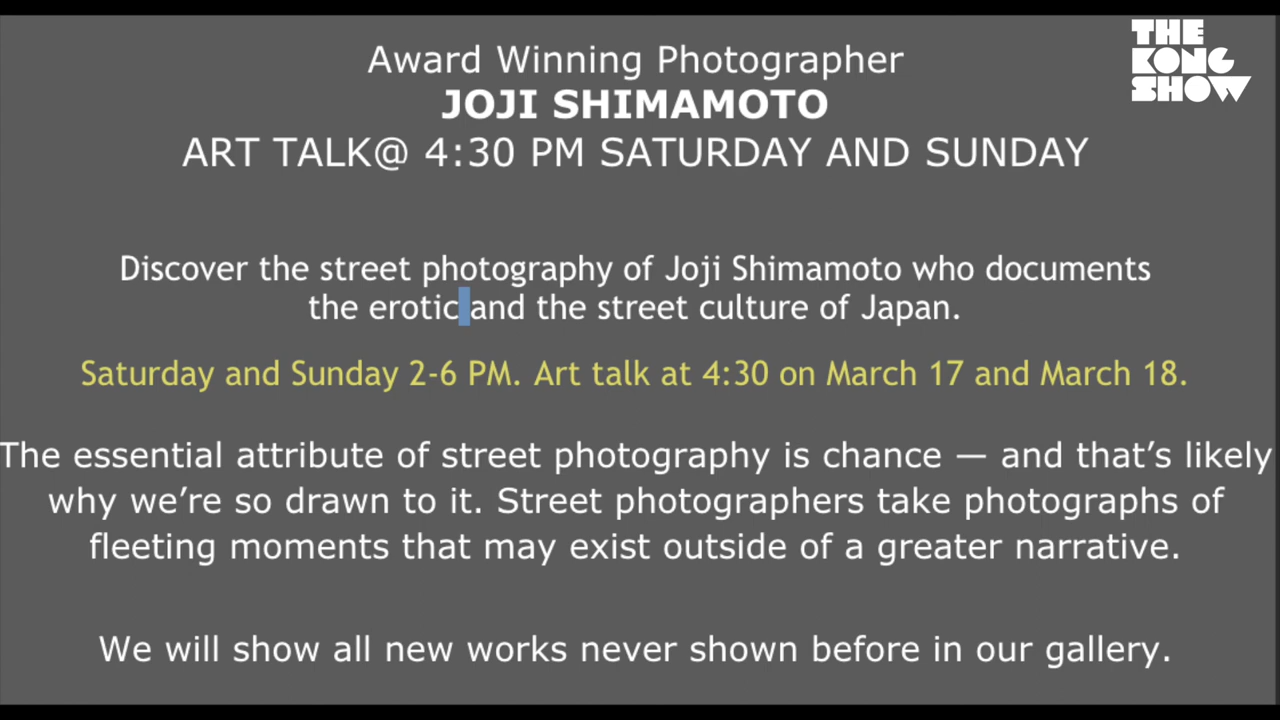 THE
KONG
SHOW
Award Winning Photographer
JOJI SHIMAMOTO
ART TALK@ 4:30 PM SATURDAY AND SUNDAY
Discover the street photography of Joji Shimamoto who documents
the erotic and the street culture of Japan.
Saturday and Sunday 2-6 PM. Art talk at 4:30 on March 17 and March 18.
The essential attribute of street photography is chance — and that’s likely
why we’re so drawn to it. Street photographers take photographs of
fleeting moments that may exist outside of a greater narrative.
We will show all new works never shown before in our gallery.